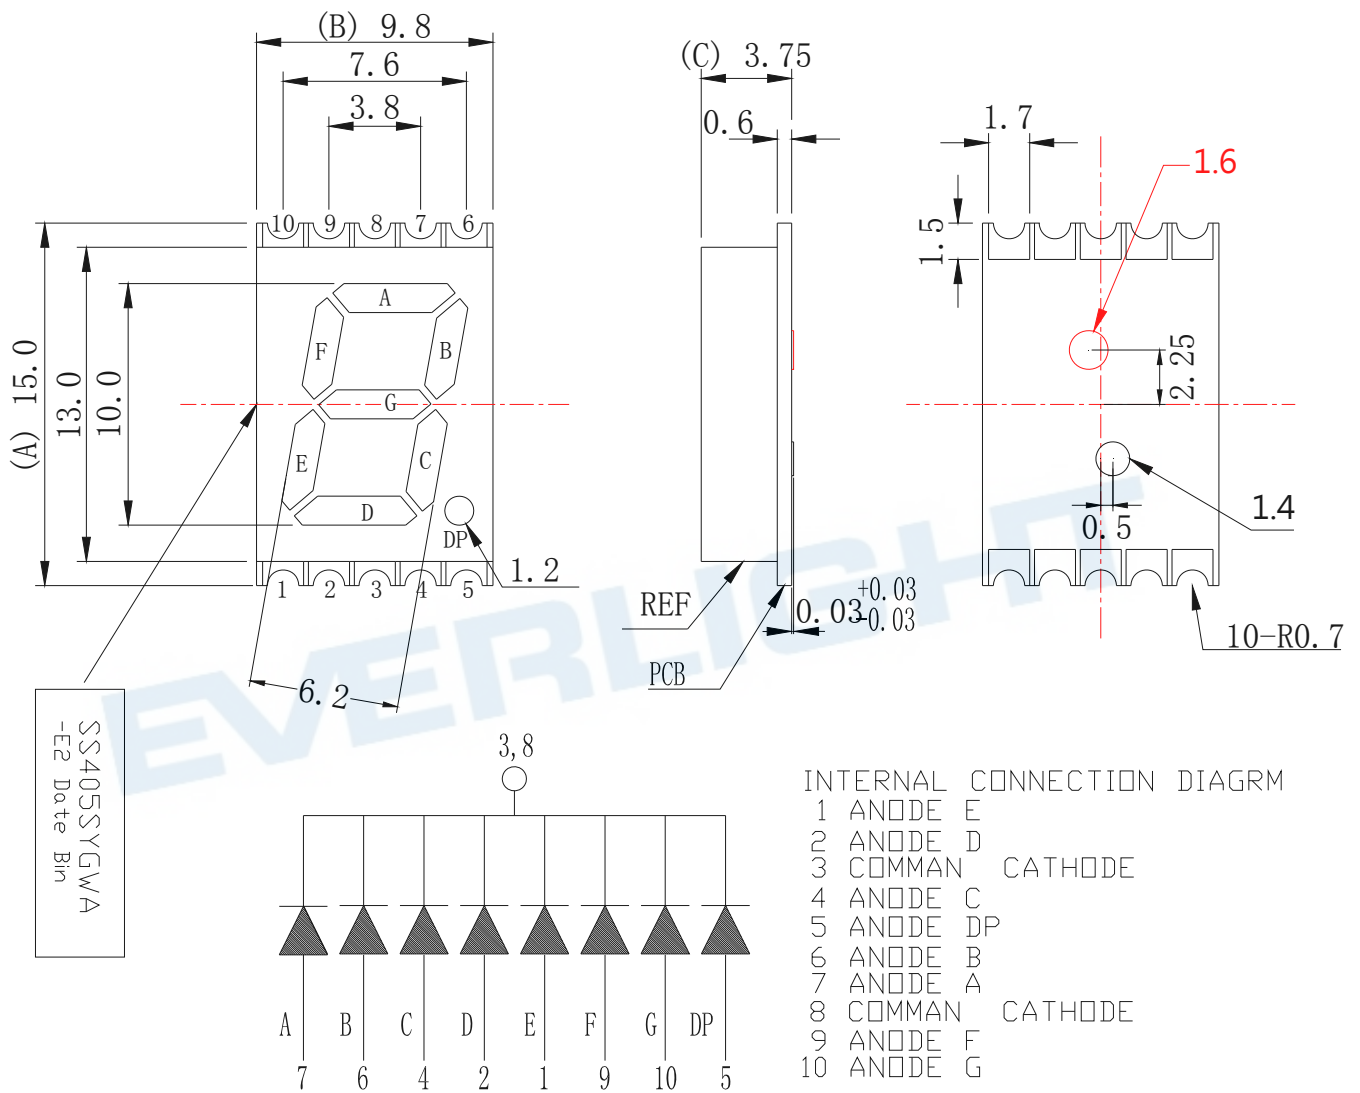 (B) 9.8
7.6
3.8
10 9 8 7 6
(A) 15.0
13.0
10.0
A
F
B
G
E
C
D
DP
1 2 3 4 5
1.2
6.2
SS405SYGWA
-E2 Date Bin
(C) 3.75
0.6
REF
PCB
0.03
+0.03
-0.03
1.7
1.6
1.5
2.25
1.4
0.5
10-R0.7
EVERLIGHT
3,8
A B C D E F G DP
7 6 4 2 1 9 10 5
INTERNAL CONNECTION DIAGRM
1 ANODE E
2 ANODE D
3 COMMAN CATHODE
4 ANODE C
5 ANODE DP
6 ANODE B
7 ANODE A
8 COMMAN CATHODE
9 ANODE F
10 ANODE G